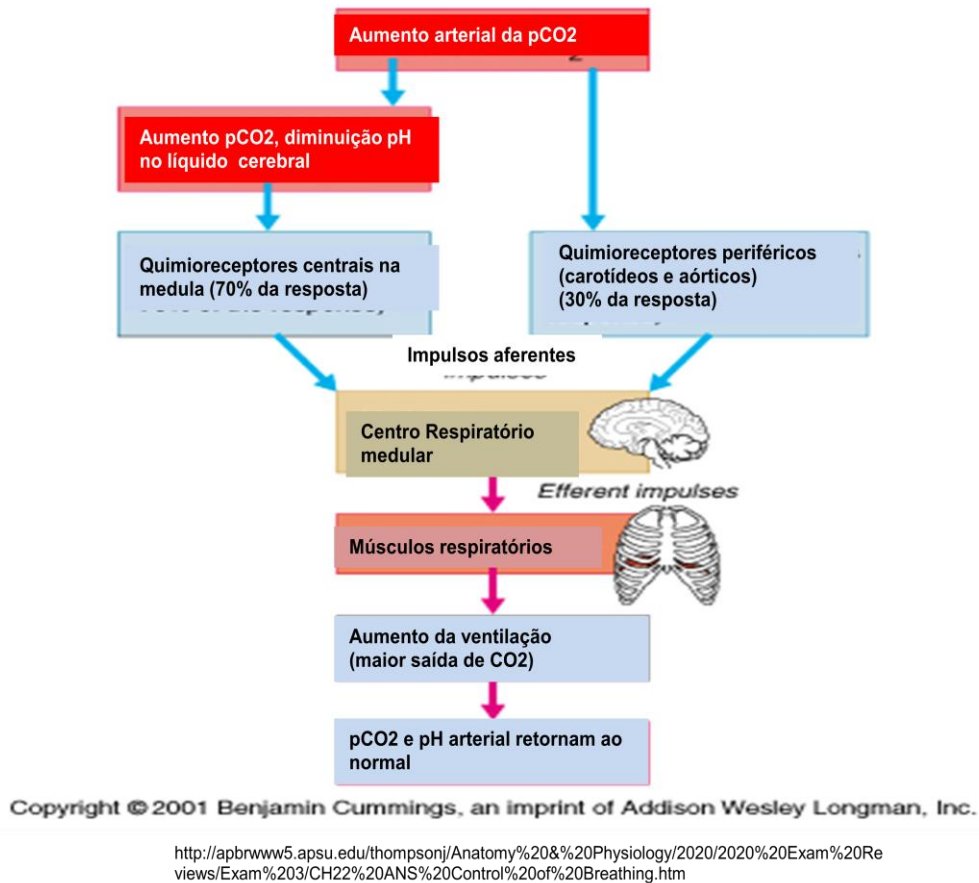 Aumento arterial da pCO2
Aumento pCO2, diminuição pH
no líquido cerebral
Quimioreceptores centrais na
medula (70% da resposta)
Quimioreceptores periféricos
(carotídeos e aórticos)
(30% da resposta)
Impulsos aferentes
Centro Respiratório
medular
Efferent impulses
Músculos respiratórios
Aumento da ventilação
(maior saída de CO2)
pCO2 e pH arterial retornam ao
normal
Copyright © 2001 Benjamin Cummings, an imprint of Addison Wesley Longman, Inc.
http://apbrwww5.apsu.edu/thompsonj/Anatomy%20&%20Physiology/2020/2020%20Exam%20Re
views/Exam%203/CH22%20ANS%20Control%20of%20Breathing.htm